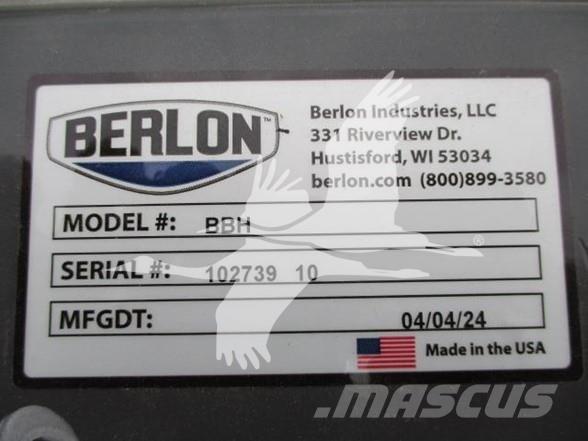 BERLON™
Berlon Industries, LLC
331 Riverview Dr.
Hustisford, WI 53034
berlon.com (800)899-3580
MODEL #: BBH
SERIAL #: 102739 10
MFGDT: 04/04/24
Made in the USA
MASCUS